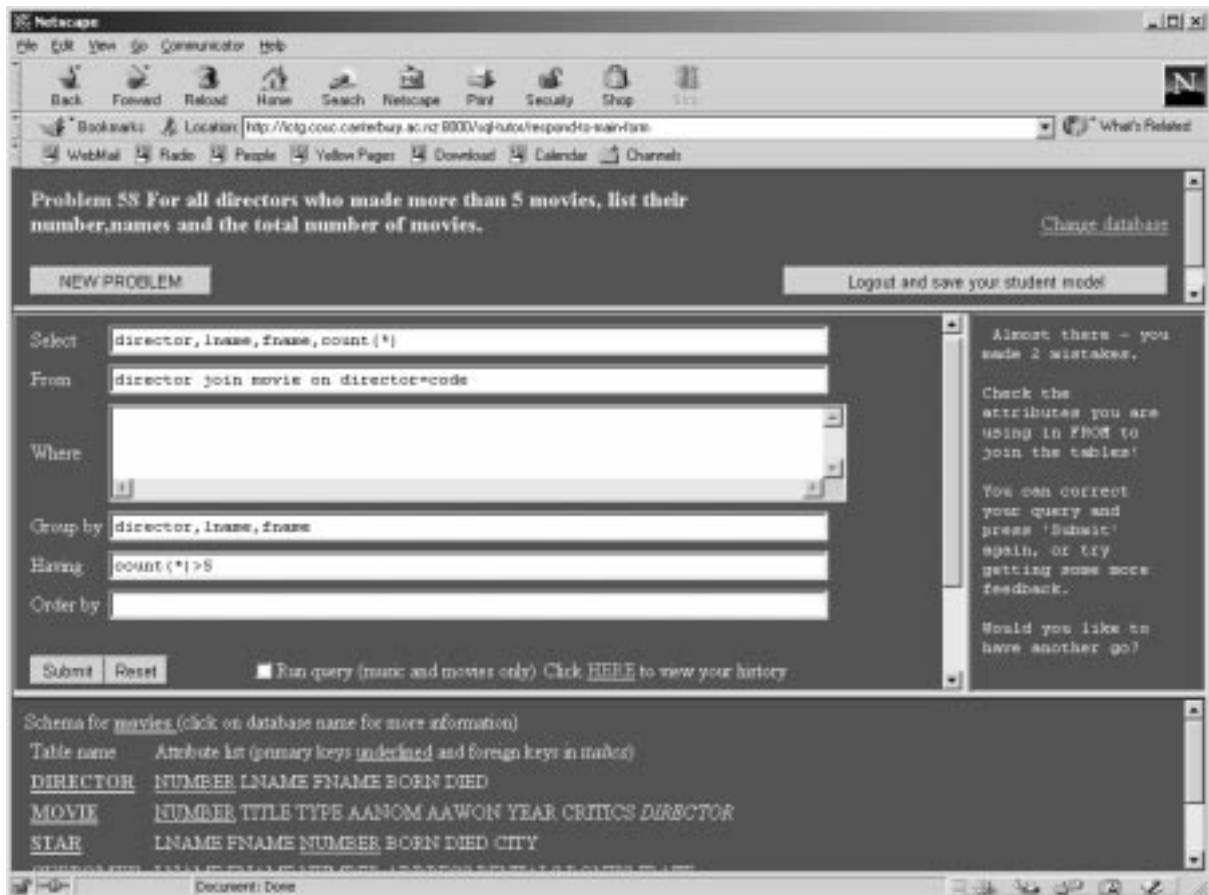 Netscape
File Edit View Go Communicator Help
Back Forward Reload Home Search Netscape Print Security Shop Stop
Bookmarks Location: http://ictg.cosc.canterbury.ac.nz:8000/sql-tutor/respond-to-main-form What's Related
WebMail Radio People Yellow Pages Download Calendar Channels
Problem 58 For all directors who made more than 5 movies, list their
number,names and the total number of movies.
Change database
NEW PROBLEM Logout and save your student model
Select director,lname,fname,count(*)
From director join movie on director=code
Where
Group by director,lname,fname
Having count(*)>5
Order by
Submit Reset Run query (music and movies only) Click HERE to view your history
Almost there - you
made 2 mistakes.
Check the
attributes you are
using in FROM to
join the tables!
You can correct
your query and
press 'Submit'
again, or try
getting some more
feedback.
Would you like to
have another go?
Schema for movies (click on database name for more information)
Table name Attribute list (primary keys underlined and foreign keys in italics)
DIRECTOR NUMBER LNAME FNAME BORN DIED
MOVIE NUMBER TITLE TYPE AANOM AAWON YEAR CRITICS DIRECTOR
STAR LNAME FNAME NUMBER BORN DIED CITY
Document: Done